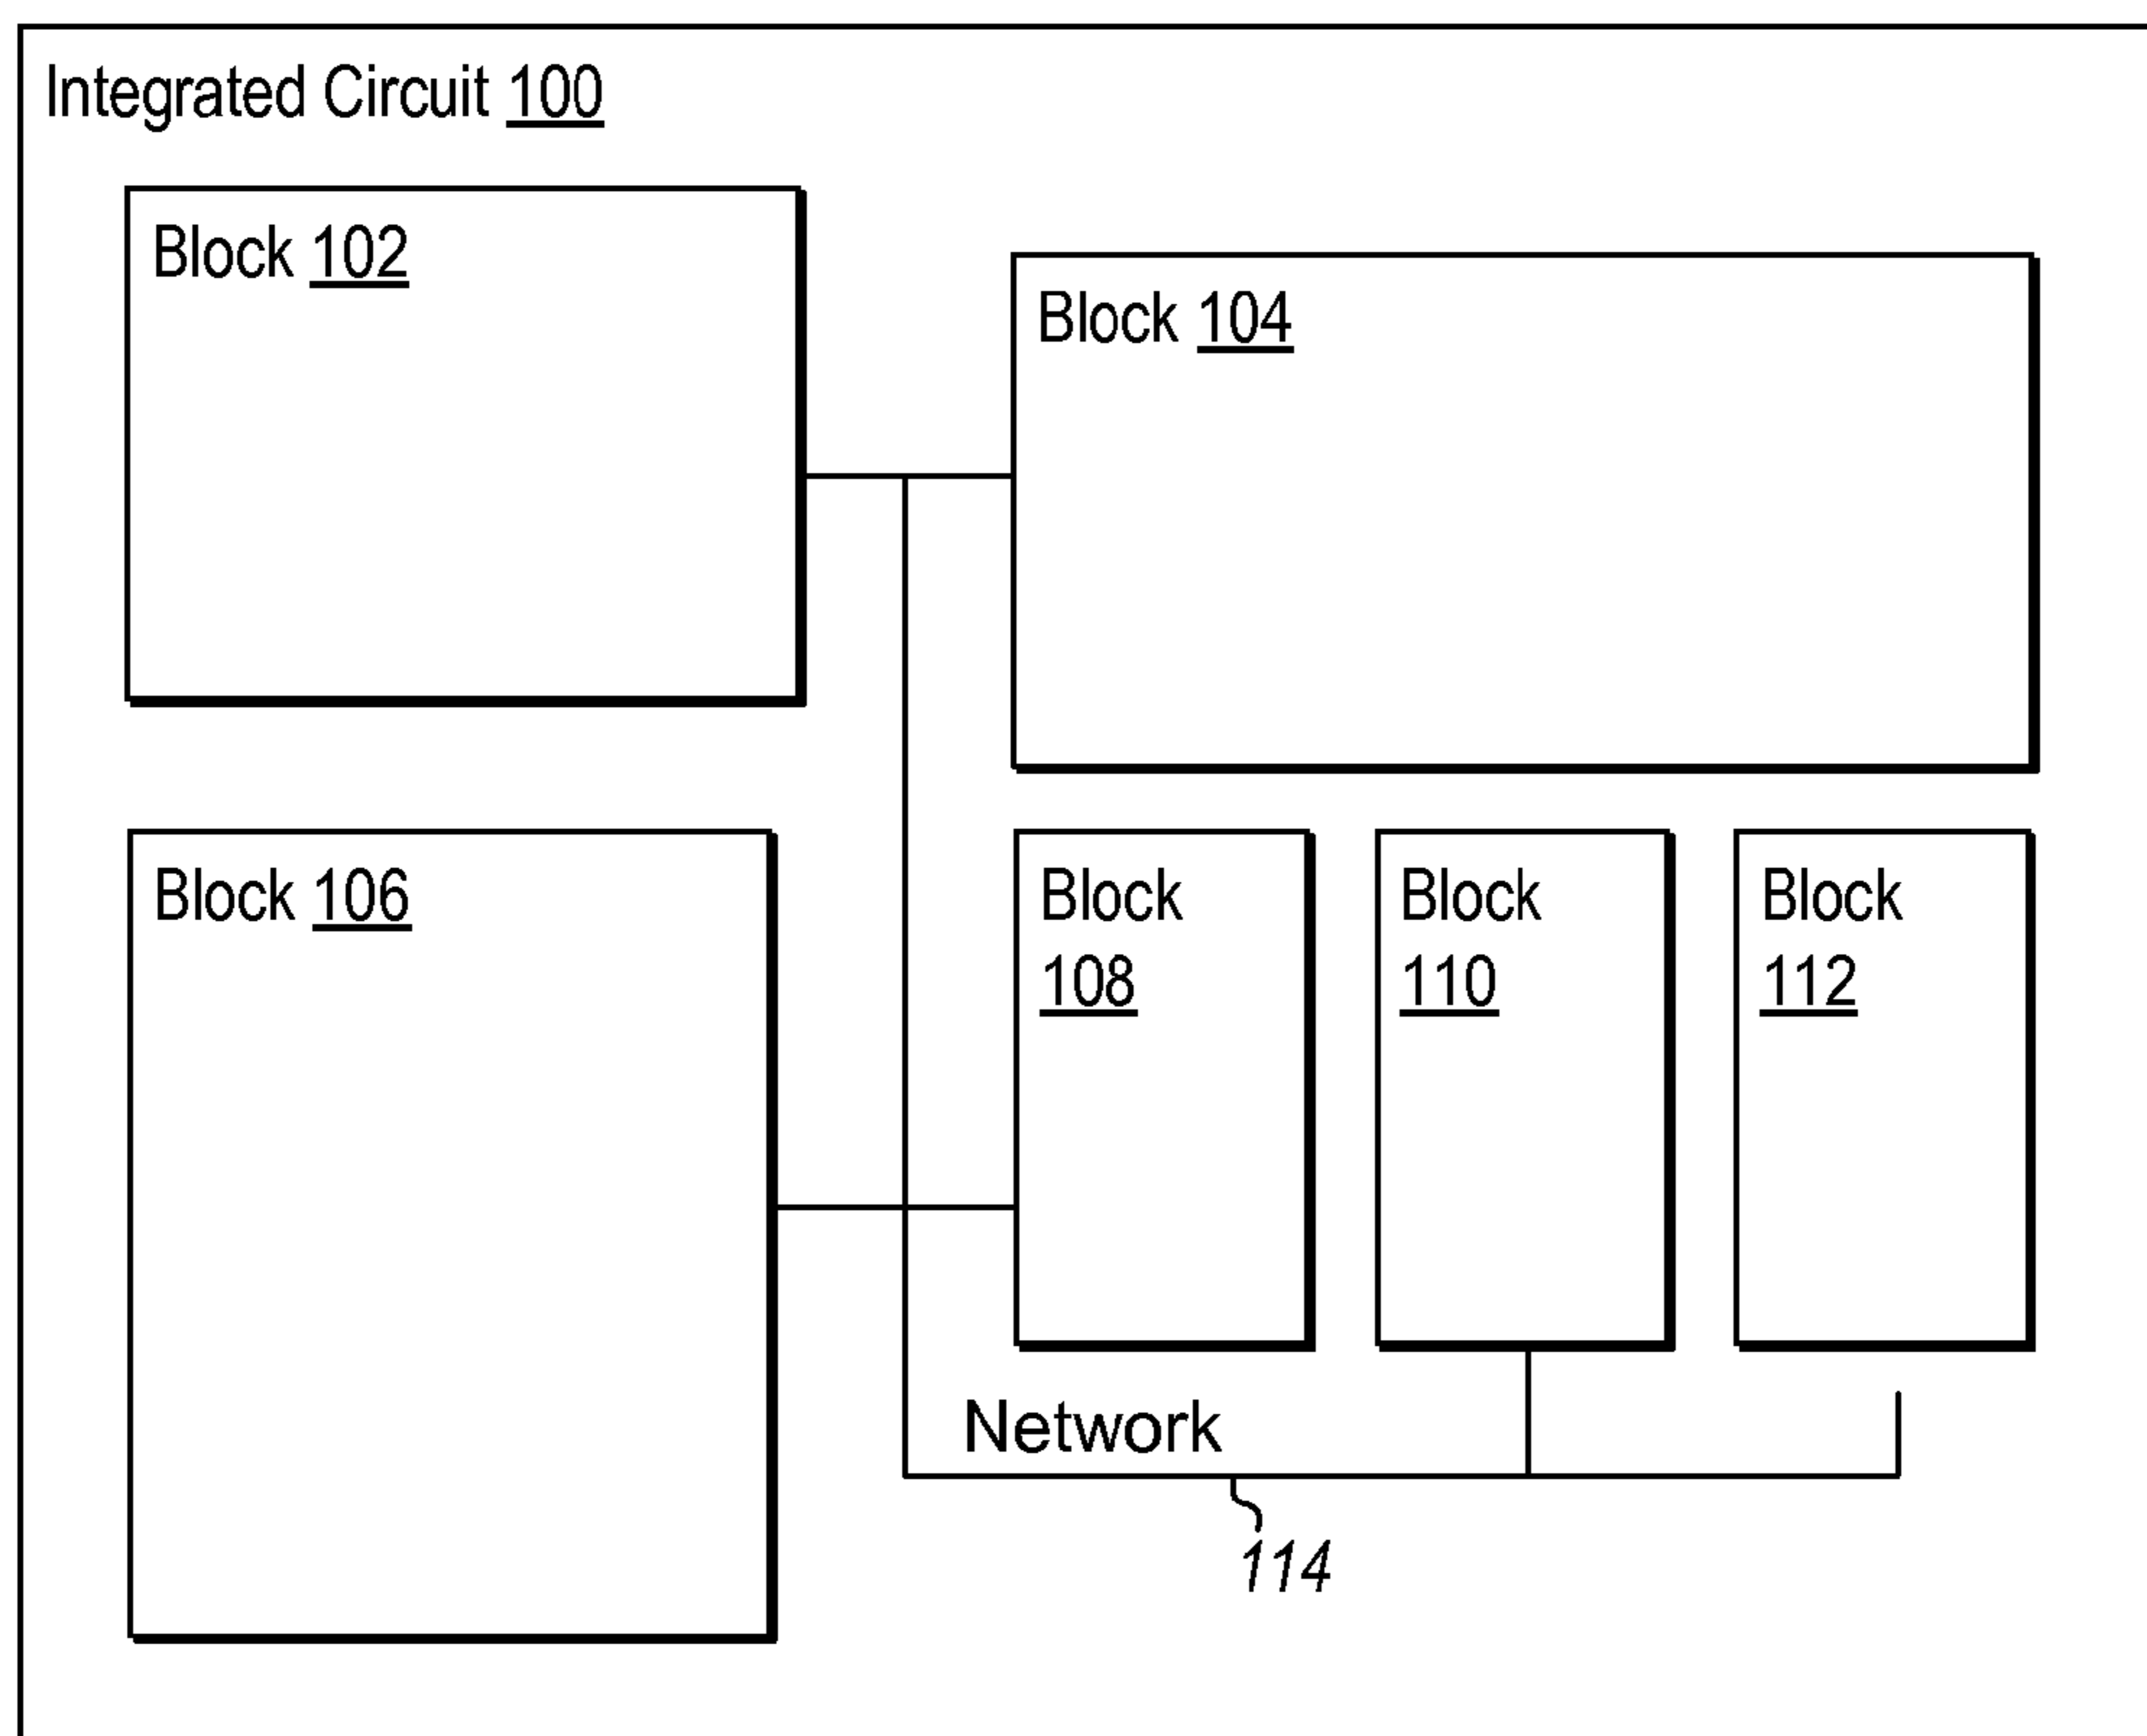 Integrated Circuit 100
Block 102
Block 104
Block 106
Block
108
Block
110
Block
112
Network
114